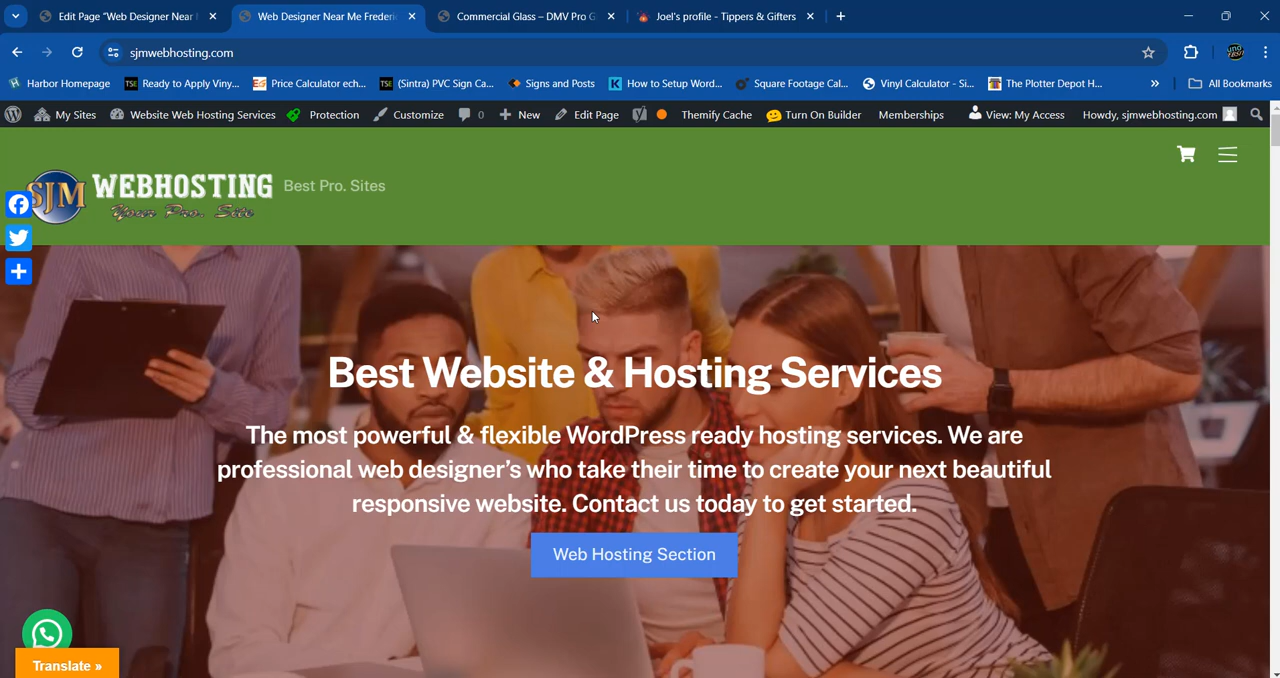 Edit Page “Web Designer Near
Web Designer Near Me Frederic
Commercial Glass – DMV Pro G
Joel's profile - Tippers & Gifters
sjmwebhosting.com
Harbor Homepage
Ready to Apply Viny...
Price Calculator ech...
(Sintra) PVC Sign Ca...
Signs and Posts
How to Setup Word...
Square Footage Cal...
Vinyl Calculator - Si...
The Plotter Depot H...
»
All Bookmarks
My Sites
Website Web Hosting Services
Protection
Customize
0
New
Edit Page
Themify Cache
Turn On Builder
Memberships
View: My Access
Howdy, sjmwebhosting.com
SJM WEBHOSTING
Your Pro. Site
Best Pro. Sites
Best Website & Hosting Services
The most powerful & flexible WordPress ready hosting services. We are
professional web designer’s who take their time to create your next beautiful
responsive website. Contact us today to get started.
Web Hosting Section
Translate »